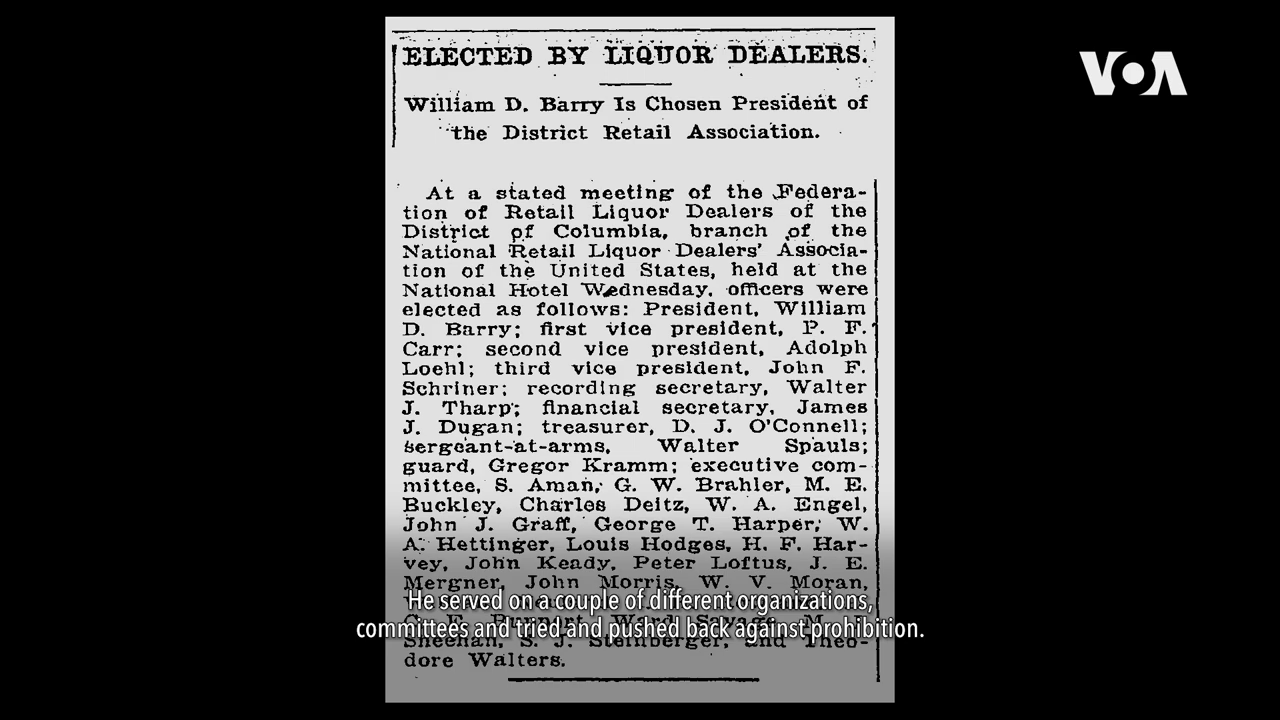 ELECTED BY LIQUOR DEALERS.
William D. Barry Is Chosen President of
the District Retail Association.
At a stated meeting of the Federa-
tion of Retail Liquor Dealers of the
District of Columbia, branch of the
National Retail Liquor Dealers' Associa-
tion of the United States, held at the
National Hotel Wednesday, officers were
elected as follows: President, William
D. Barry; first vice president, P. F.
Carr; second vice president, Adolph
Loehl; third vice president, John F.
Schriner; recording secretary, Walter
J. Tharp; financial secretary, James
J. Dugan; treasurer, D. J. O'Connell;
sergeant-at-arms, Walter Spauls;
guard, Gregor Kramm; executive com-
mittee, S. Aman, G. W. Brahler, M. E.
Buckley, Charles Deitz, W. A. Engel,
John J. Graff, George T. Harper, W.
A. Hettinger, Louis Hodges, H. F. Har-
vey, John Keady, Peter Loftus, J. E.
Mergner, John Morris, W. V. Moran,
Ruppert, Ward Savage, M.
Sheehan, S. J. Steinberger, and Theo-
dore Walters.
He served on a couple of different organizations,
committees and tried and pushed back against prohibition.
VOA